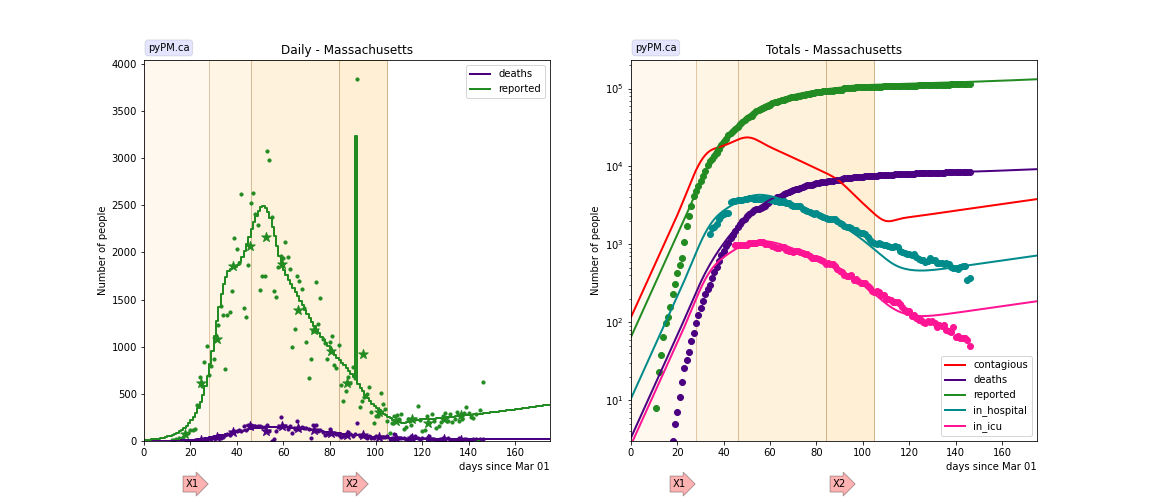 pyPM.ca
Daily - Massachusetts
4000
3500
3000
2500
2000
1500
1000
500
0
Number of people
deaths
reported
0 20 40 60 80 100 120 140 160
days since Mar 01
X1
X2
pyPM.ca
Totals - Massachusetts
10^5
10^4
10^3
10^2
10^1
Number of people
contagious
deaths
reported
in_hospital
in_icu
0 20 40 60 80 100 120 140 160
days since Mar 01
X1
X2